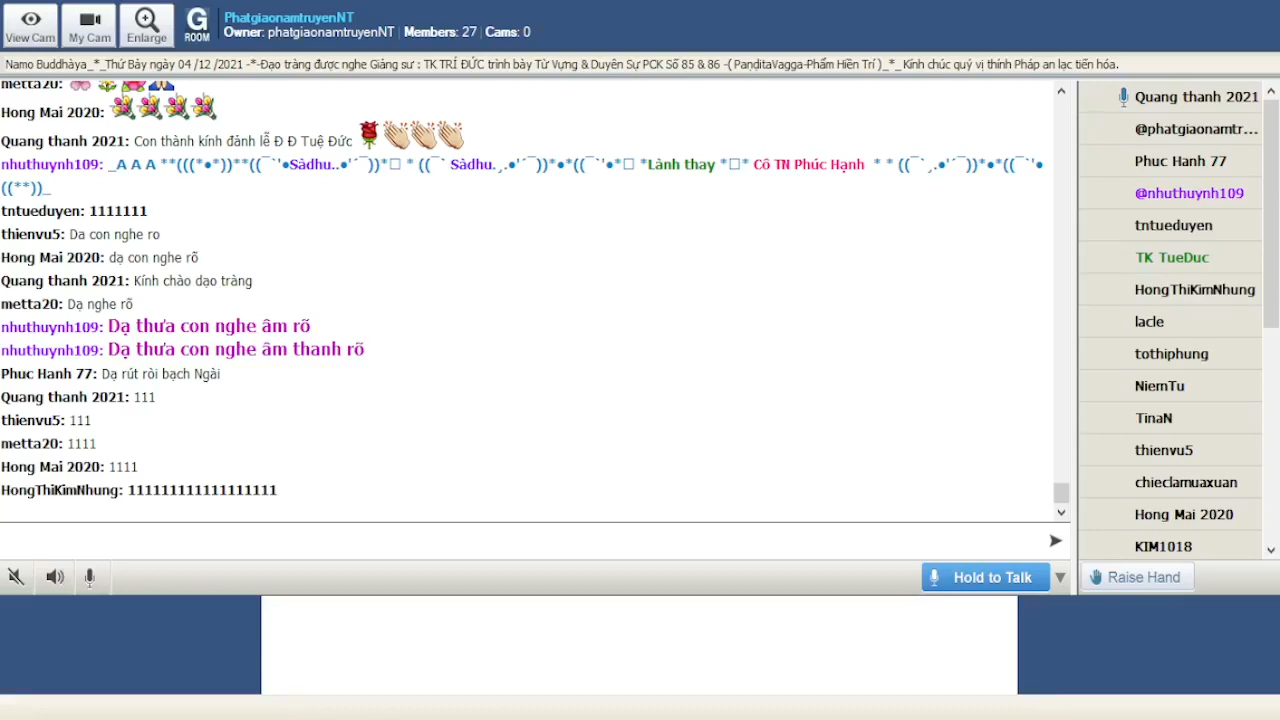 View Cam
My Cam
Enlarge
G
ROOM
PhatgiaonamtruyenNT
Owner: phatgiaonamtruyenNT | Members: 27 | Cams: 0
Namo Buddhàya_*_Thứ Bảy ngày 04 /12 /2021 -*-Đạo tràng được nghe Giảng sư : TK TRÍ ĐỨC trình bày Từ Vựng & Duyên Sự PCK Số 85 & 86 -( PaṇḍitaVagga-Phẩm Hiền Trí )_*_ Kính chúc quý vị thính Pháp an lạc tiến hóa.
metta20:
Hong Mai 2020:
Quang thanh 2021: Con thành kính đảnh lễ Đ Đ Tuệ Đức
nhuthuynh109: _A A A **(((*●*))**((¯`'●Sàdhu..●'´¯))*□ * ((¯` Sàdhu.¸.●'´¯))*●*((¯`'●*□ *Lành thay *□* Cô TN Phúc Hạnh * * ((¯`¸.●'´¯))*●*((¯`'●
((**))_
tntueduyen: 1111111
thienvu5: Da con nghe ro
Hong Mai 2020: dạ con nghe rõ
Quang thanh 2021: Kính chào dạo tràng
metta20: Dạ nghe rõ
nhuthuynh109: Dạ thưa con nghe âm rõ
nhuthuynh109: Dạ thưa con nghe âm thanh rõ
Phuc Hanh 77: Dạ rút ròi bạch Ngài
Quang thanh 2021: 111
thienvu5: 111
metta20: 1111
Hong Mai 2020: 1111
HongThiKimNhung: 111111111111111111
Quang thanh 2021
@phatgiaonamtr...
Phuc Hanh 77
@nhuthuynh109
tntueduyen
TK TueDuc
HongThiKimNhung
lacle
tothiphung
NiemTu
TinaN
thienvu5
chieclamuaxuan
Hong Mai 2020
KIM1018
Hold to Talk
Raise Hand